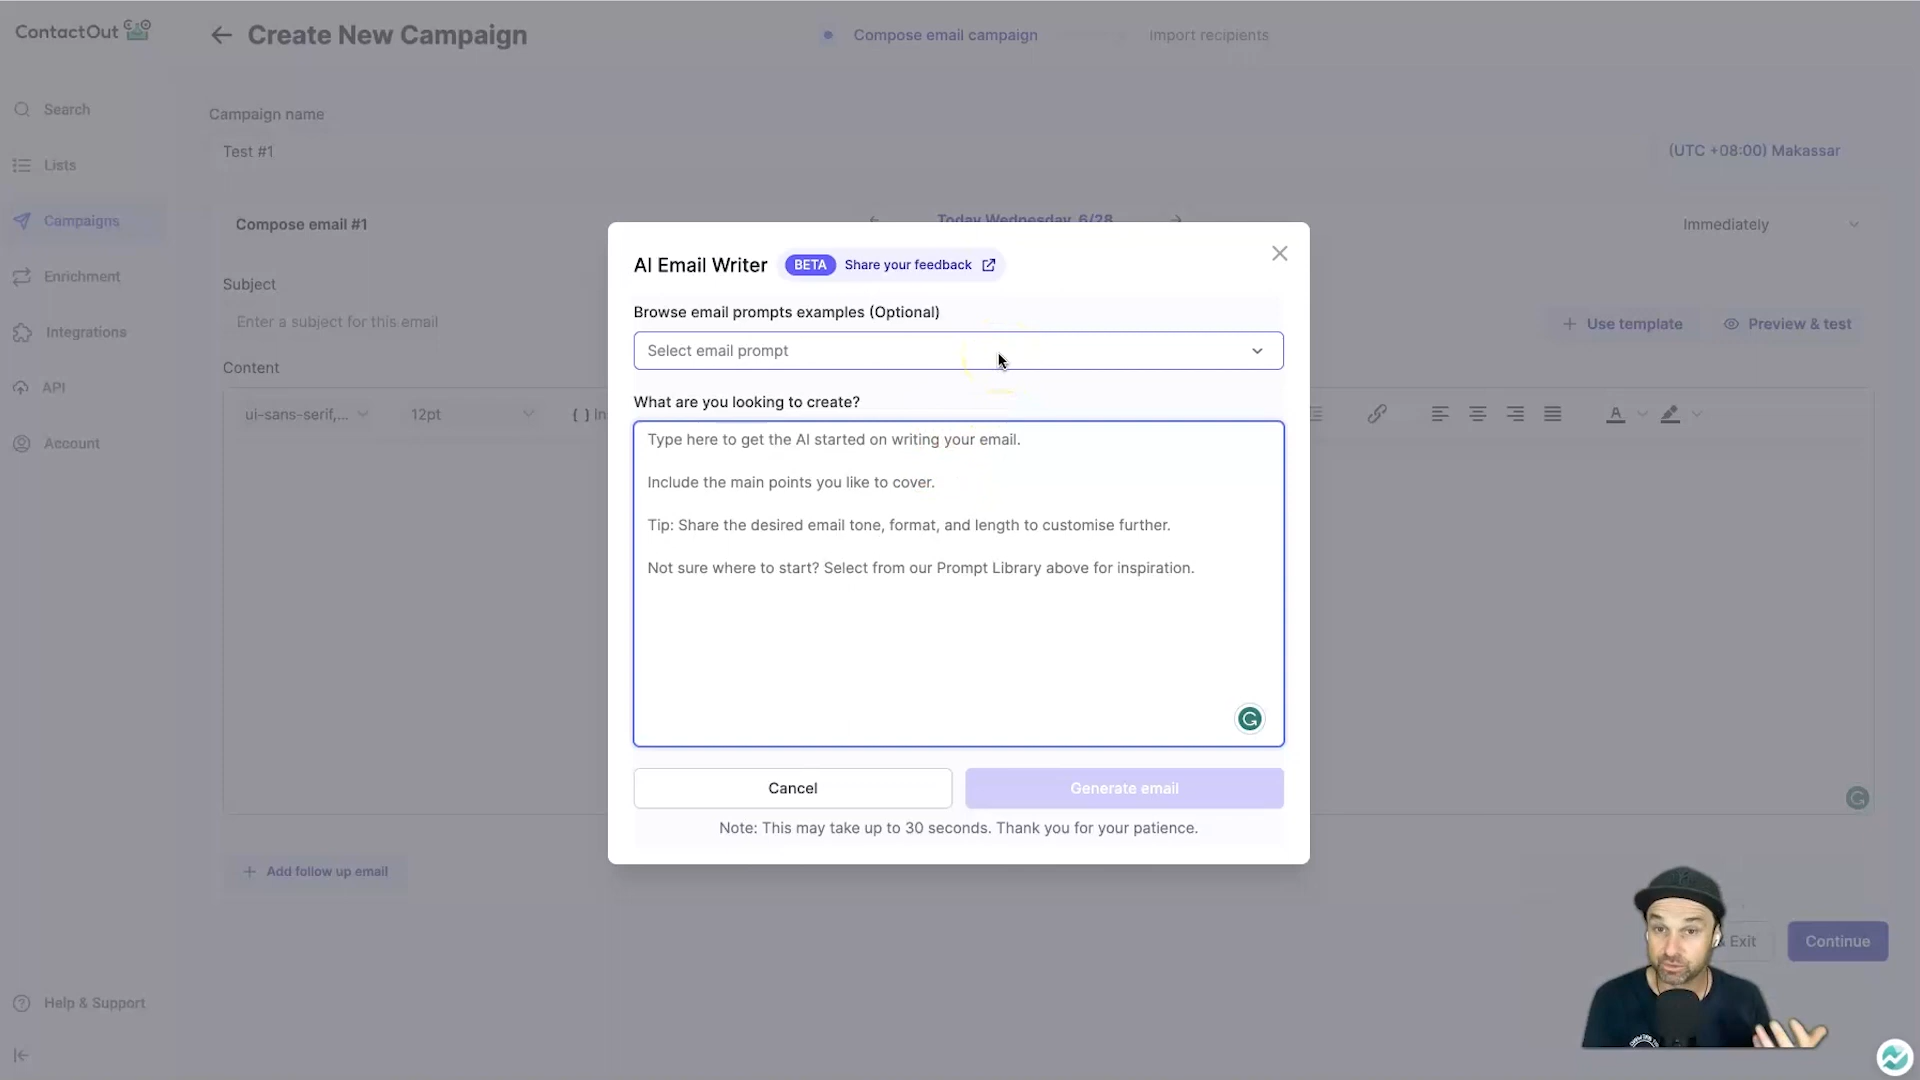 ContactOut
Create New Campaign
Compose email campaign
Import recipients
Search
Lists
Campaigns
Enrichment
Integrations
API
Account
Help & Support
Campaign name
Test #1
(UTC +08:00) Makassar
Compose email #1
Today Wednesday, 6/28
Immediately
Subject
Enter a subject for this email
Use template
Preview & test
Content
ui-sans-serif,...
12pt
{ } In
A
AI Email Writer
BETA
Share your feedback
Browse email prompts examples (Optional)
Select email prompt
What are you looking to create?
Type here to get the AI started on writing your email.
Include the main points you like to cover.
Tip: Share the desired email tone, format, and length to customise further.
Not sure where to start? Select from our Prompt Library above for inspiration.
Cancel
Generate email
Note: This may take up to 30 seconds. Thank you for your patience.
Add follow up email
Exit
Continue